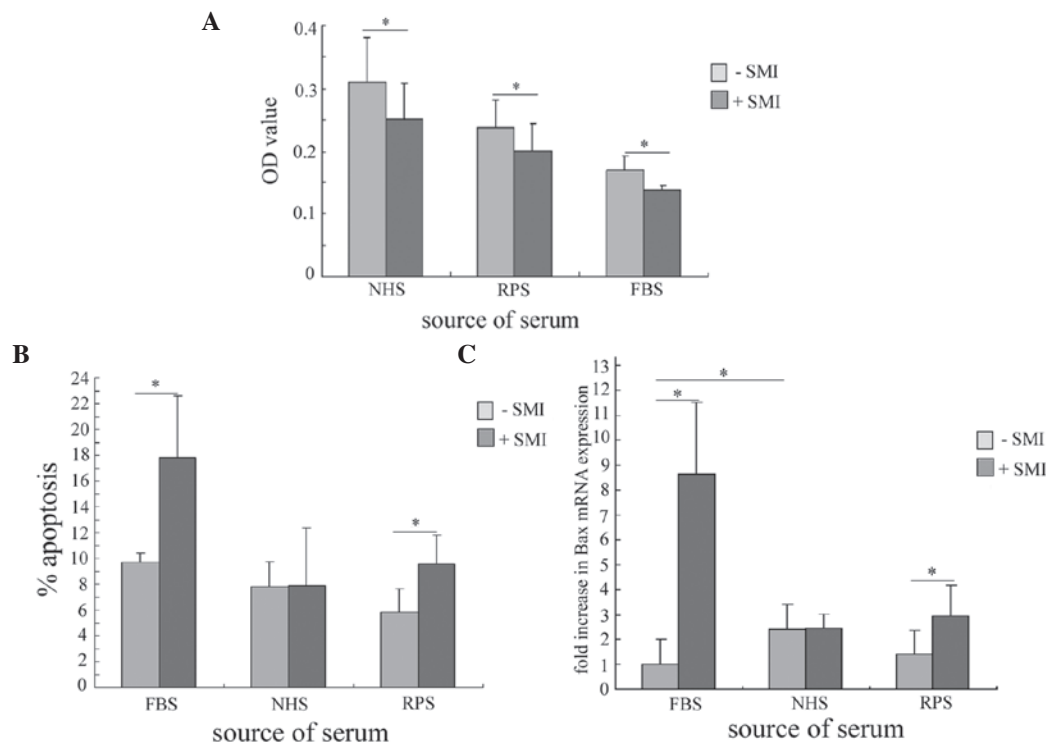 A
0.4
0.3
0.2
0.1
0
OD value
*
*
*
- SMI
+ SMI
NHS
RPS
FBS
source of serum
B
24
22
20
18
16
14
12
10
8
6
4
2
0
% apoptosis
*
*
- SMI
+ SMI
FBS
NHS
RPS
source of serum
C
13
12
11
10
9
8
7
6
5
4
3
2
1
1
fold increase in Bax mRNA expression
*
*
*
- SMI
+ SMI
FBS
NHS
RPS
source of serum